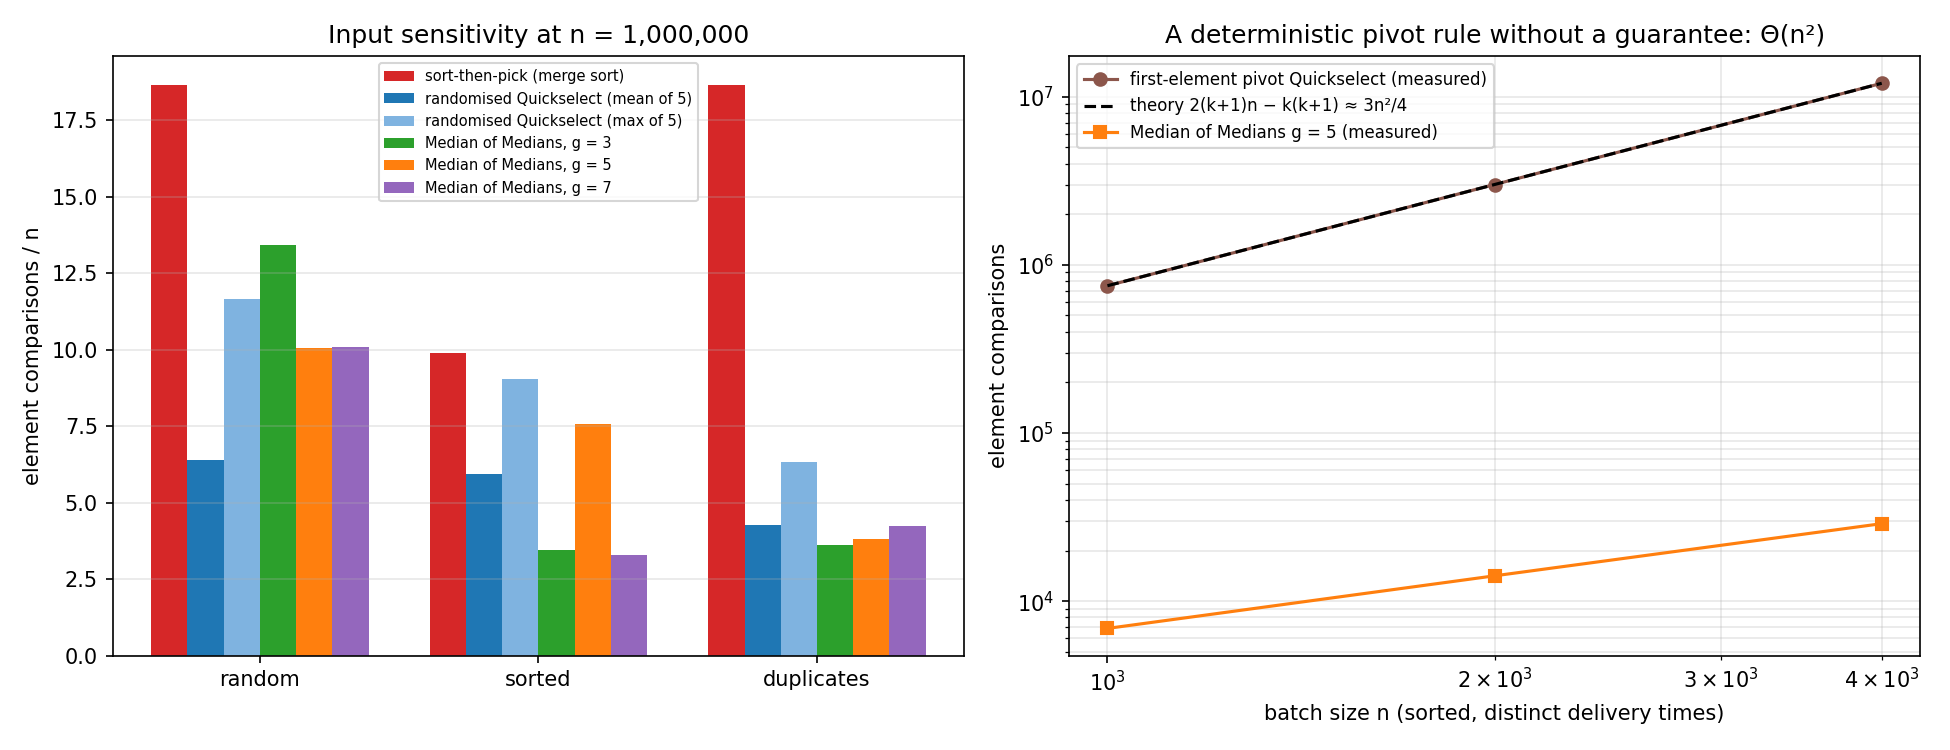 Input sensitivity at n = 1,000,000
element comparisons / n
17.5
15.0
12.5
10.0
7.5
5.0
2.5
0.0
sort-then-pick (merge sort)
randomised Quickselect (mean of 5)
randomised Quickselect (max of 5)
Median of Medians, g = 3
Median of Medians, g = 5
Median of Medians, g = 7
random
sorted
duplicates
A deterministic pivot rule without a guarantee: Θ(n²)
element comparisons
10⁷
10⁶
10⁵
10⁴
first-element pivot Quickselect (measured)
theory 2(k+1)n − k(k+1) ≈ 3n²/4
Median of Medians g = 5 (measured)
10³
2 × 10³
3 × 10³
4 × 10³
batch size n (sorted, distinct delivery times)